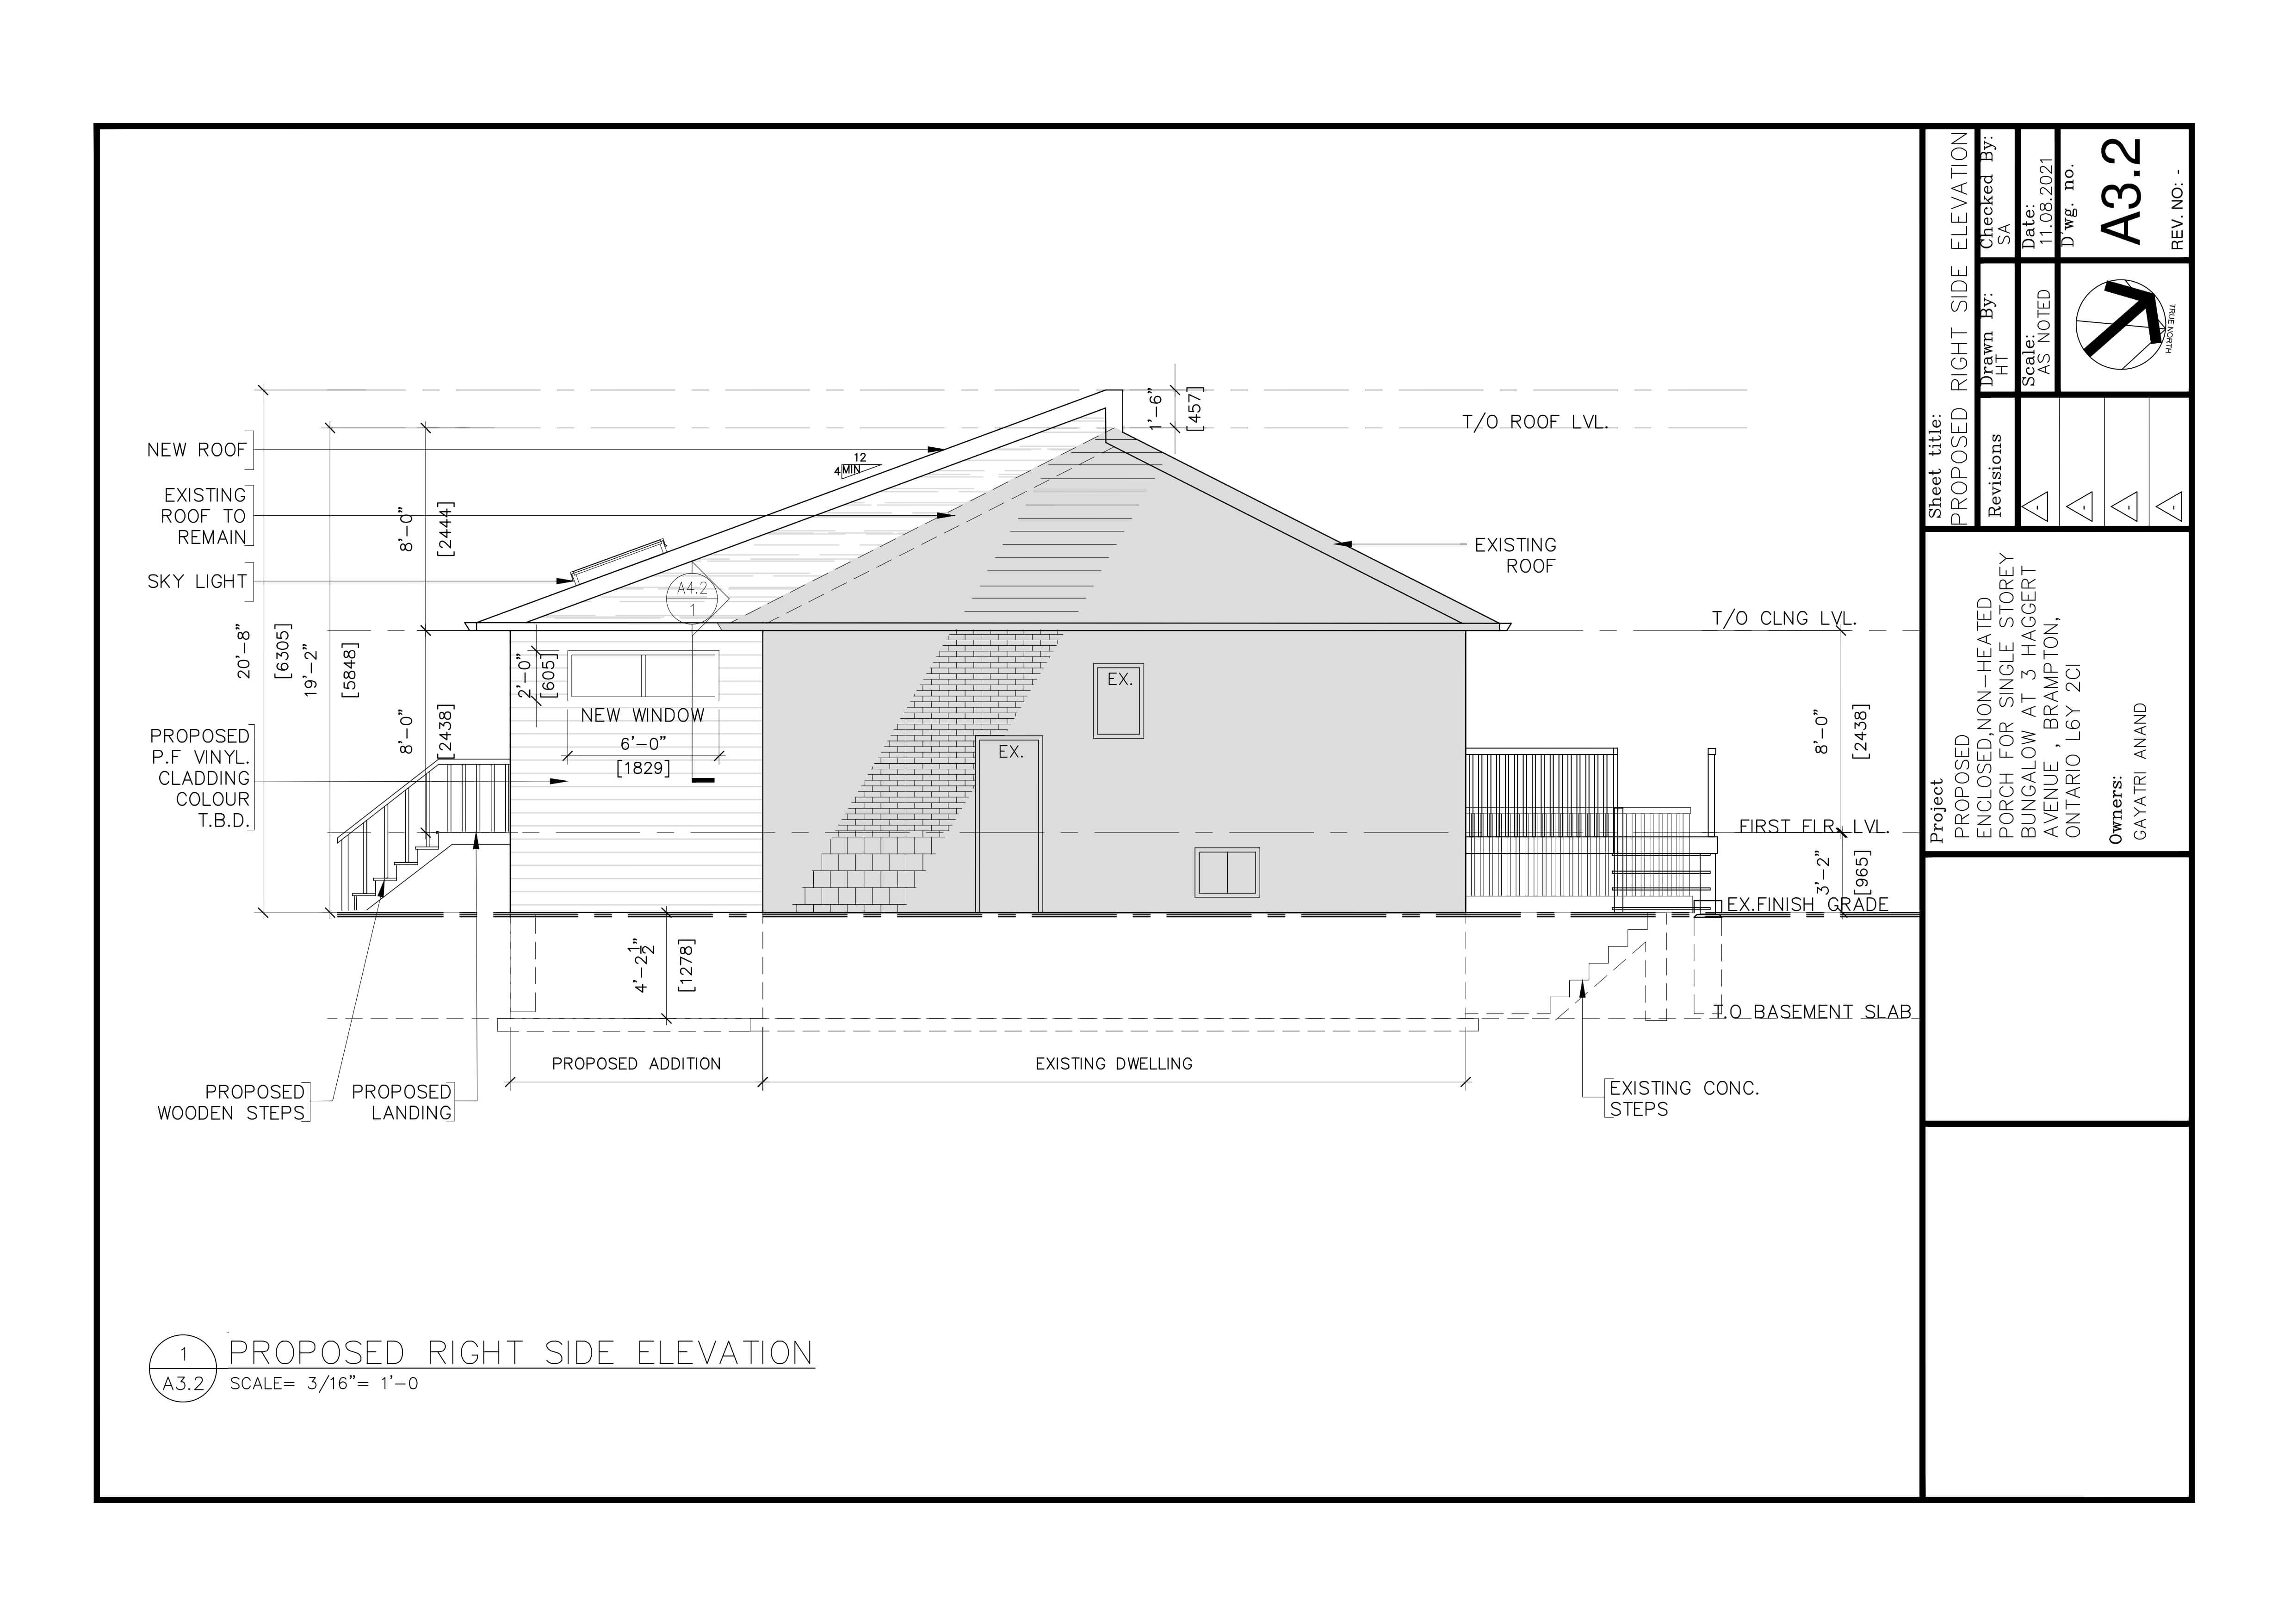 NEW ROOF
EXISTING
ROOF TO
REMAIN
SKY LIGHT
PROPOSED
P.F VINYL.
CLADDING
COLOUR
T.B.D.
PROPOSED
WOODEN STEPS
PROPOSED
LANDING
20'-8"
[6305]
19'-2"
[5848]
8'-0"
[2444]
8'-0"
[2438]
12
4
MIN
A4.2
1
2'-0"
[605]
NEW WINDOW
6'-0"
[1829]
EX.
EX.
1'-6"
[457]
T/O ROOF LVL.
EXISTING
ROOF
T/O CLNG LVL.
8'-0"
[2438]
FIRST FLR. LVL.
3'-2"
[965]
EX.FINISH GRADE
4'-2 1/2"
[1278]
T.O BASEMENT SLAB
PROPOSED ADDITION
EXISTING DWELLING
EXISTING CONC.
STEPS
1
A3.2
PROPOSED RIGHT SIDE ELEVATION
SCALE= 3/16"= 1'-0
Sheet title:
PROPOSED RIGHT SIDE ELEVATION
Drawn By:
HT
Checked By:
SA
Scale:
AS NOTED
Date:
11.08.2021
D'wg. no.
A3.2
REV. NO: -
TRUE NORTH
Revisions
-
-
-
-
Project
PROPOSED
ENCLOSED,NON-HEATED
PORCH FOR SINGLE STOREY
BUNGALOW AT 3 HAGGERT
AVENUE , BRAMPTON,
ONTARIO L6Y 2CI
Owners:
GAYATRI ANAND